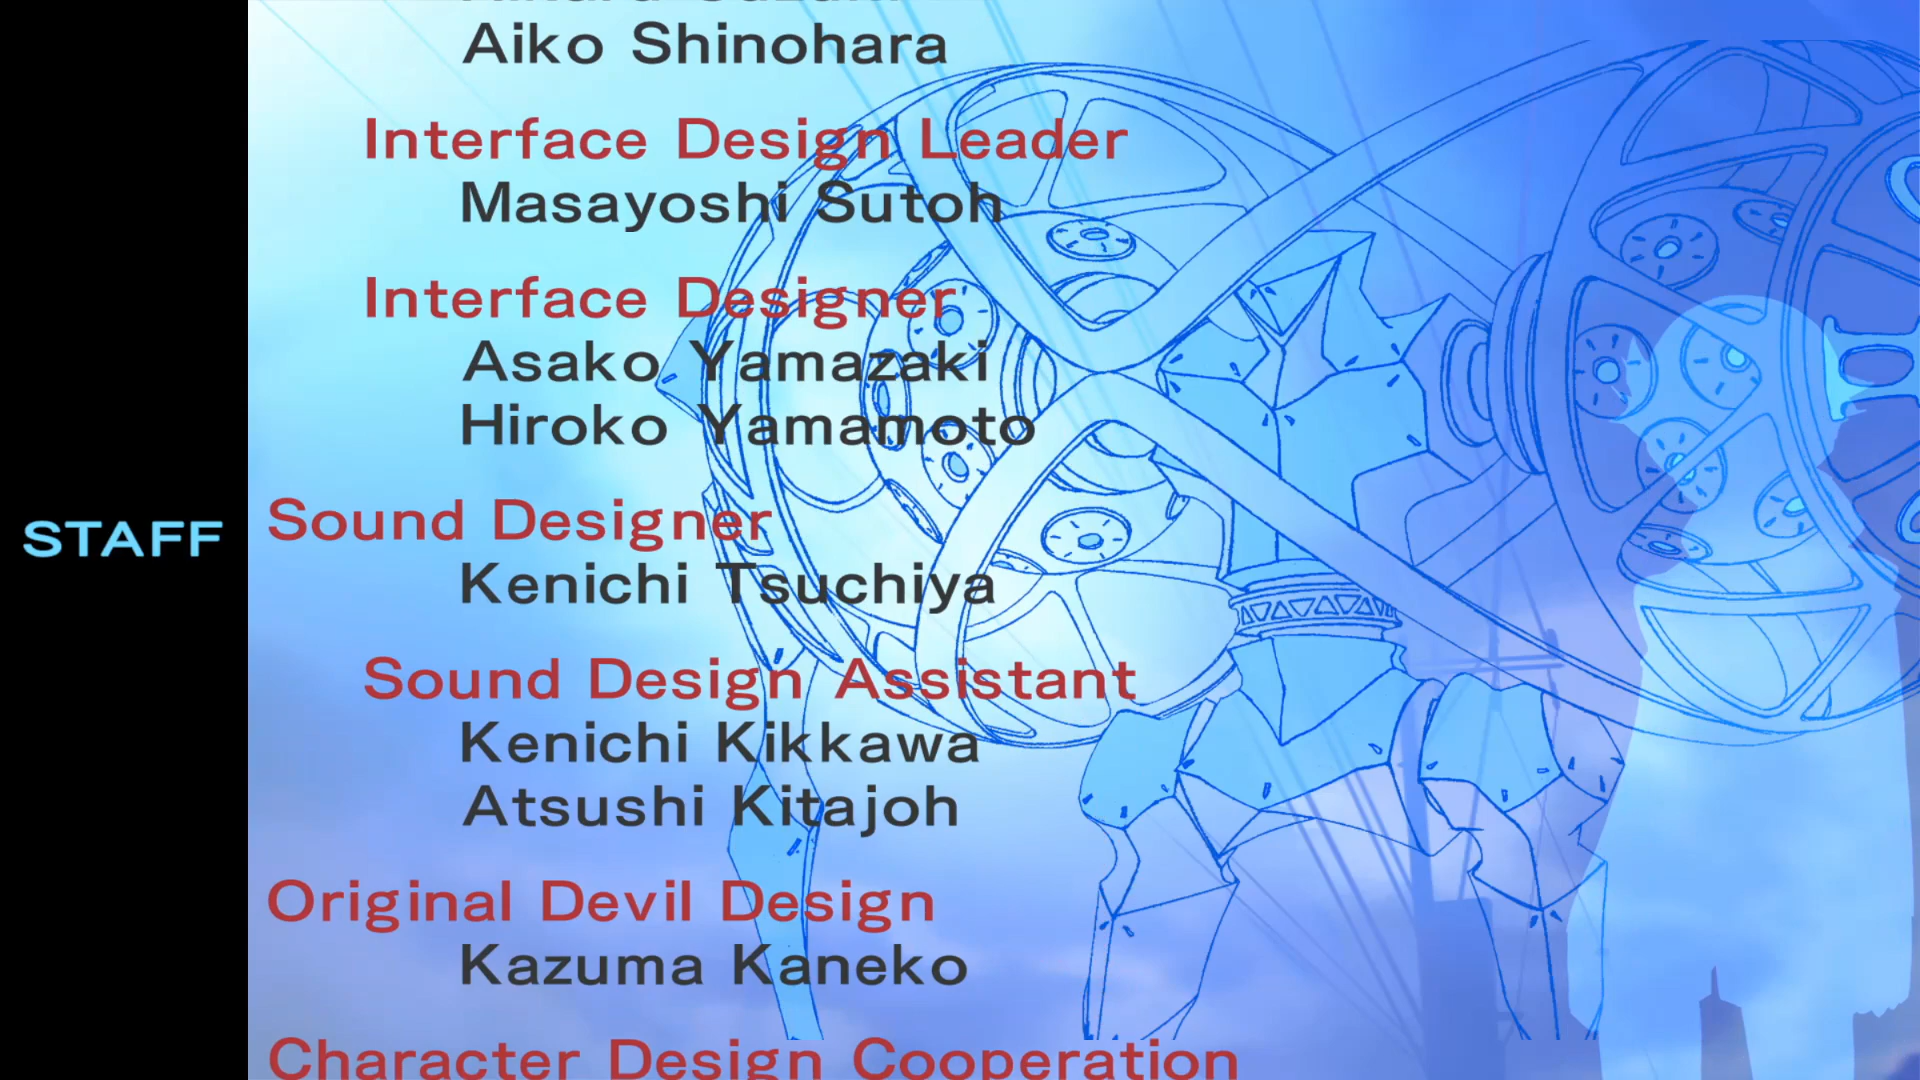 Aiko Shinohara
Interface Design Leader
Masayoshi Sutoh
Interface Designer
Asako Yamazaki
Hiroko Yamamoto
STAFF
Sound Designer
Kenichi Tsuchiya
Sound Design Assistant
Kenichi Kikkawa
Atsushi Kitajoh
Original Devil Design
Kazuma Kaneko
Character Design Cooperation